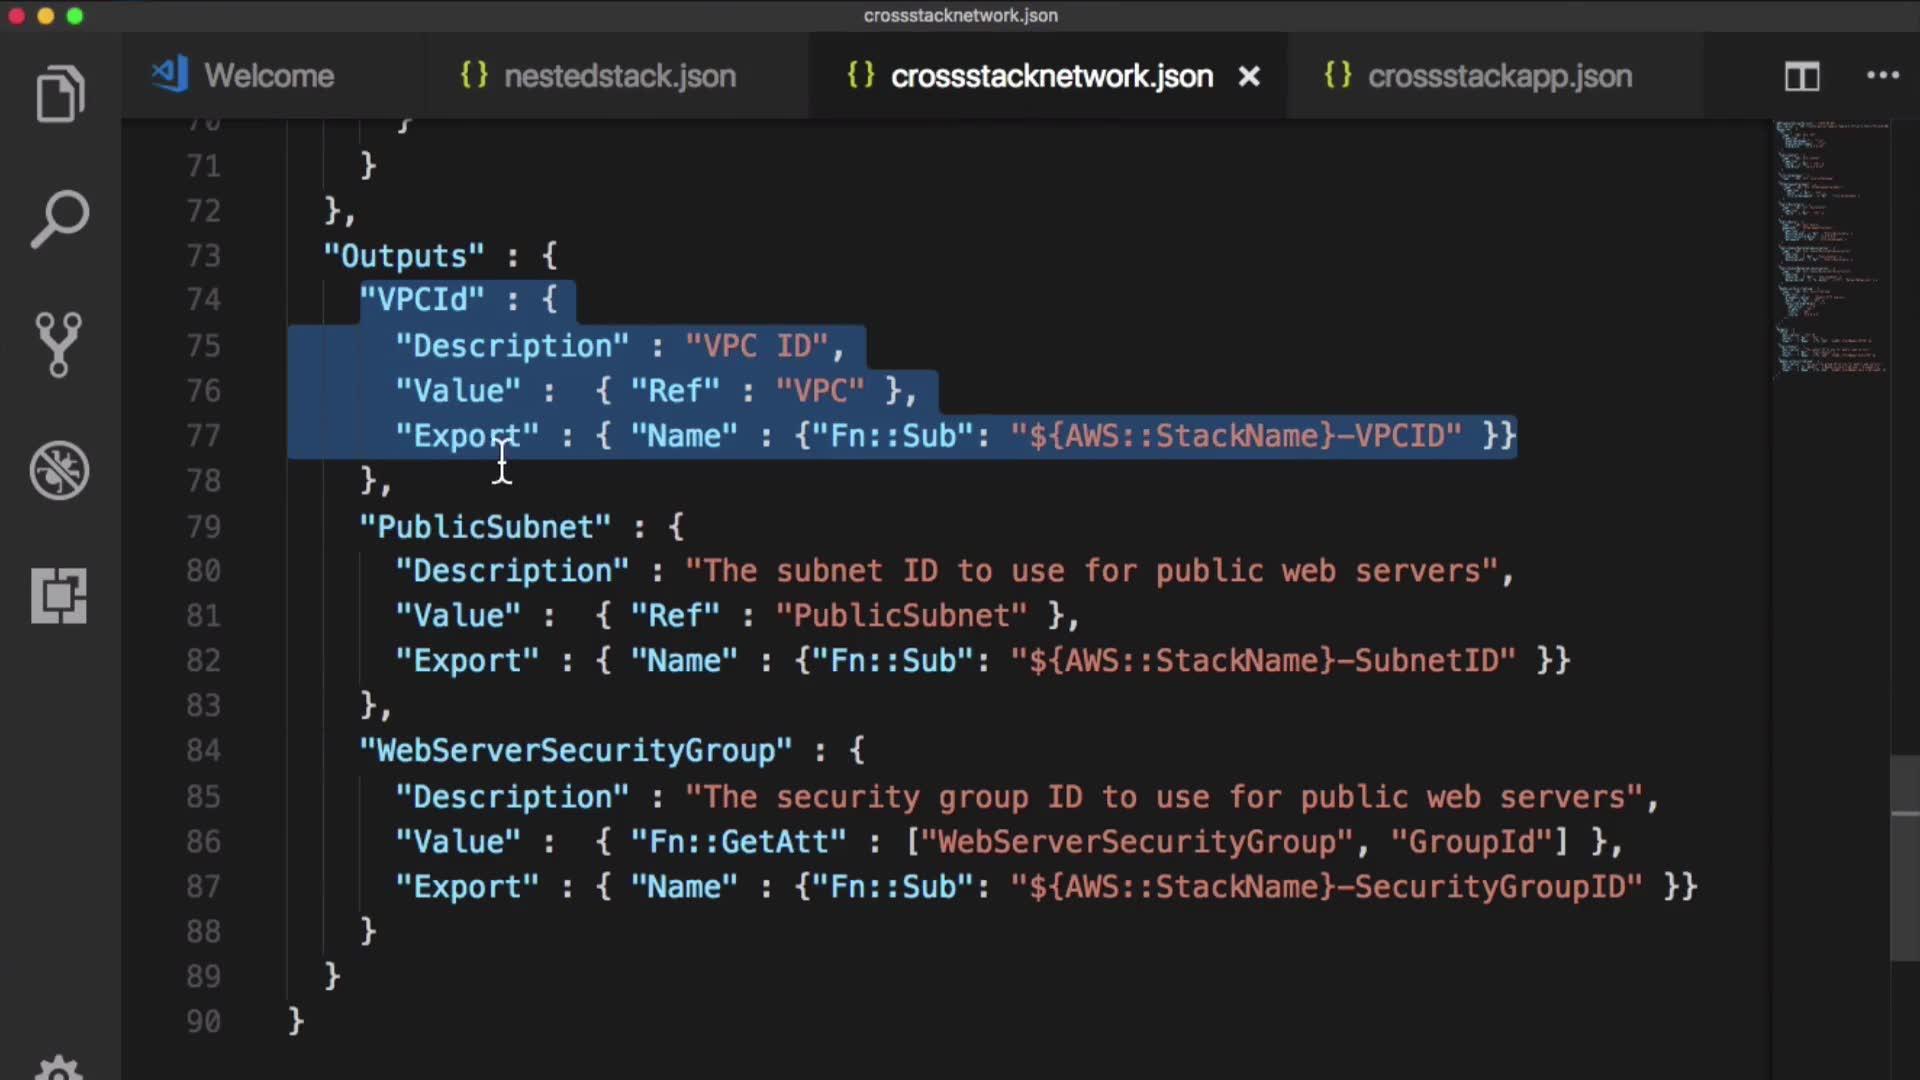 crossstacknetwork.json
Welcome
{} nestedstack.json
{} crossstacknetwork.json ×
{} crossstackapp.json
70 }
71 }
72 },
73 "Outputs" : {
74 "VPCId" : {
75 "Description" : "VPC ID",
76 "Value" :  { "Ref" : "VPC" },
77 "Export" : { "Name" : {"Fn::Sub": "${AWS::StackName}-VPCID" }}
78 },
79 "PublicSubnet" : {
80 "Description" : "The subnet ID to use for public web servers",
81 "Value" :  { "Ref" : "PublicSubnet" },
82 "Export" : { "Name" : {"Fn::Sub": "${AWS::StackName}-SubnetID" }}
83 },
84 "WebServerSecurityGroup" : {
85 "Description" : "The security group ID to use for public web servers",
86 "Value" :  { "Fn::GetAtt" : ["WebServerSecurityGroup", "GroupId"] },
87 "Export" : { "Name" : {"Fn::Sub": "${AWS::StackName}-SecurityGroupID" }}
88 }
89 }
90 }